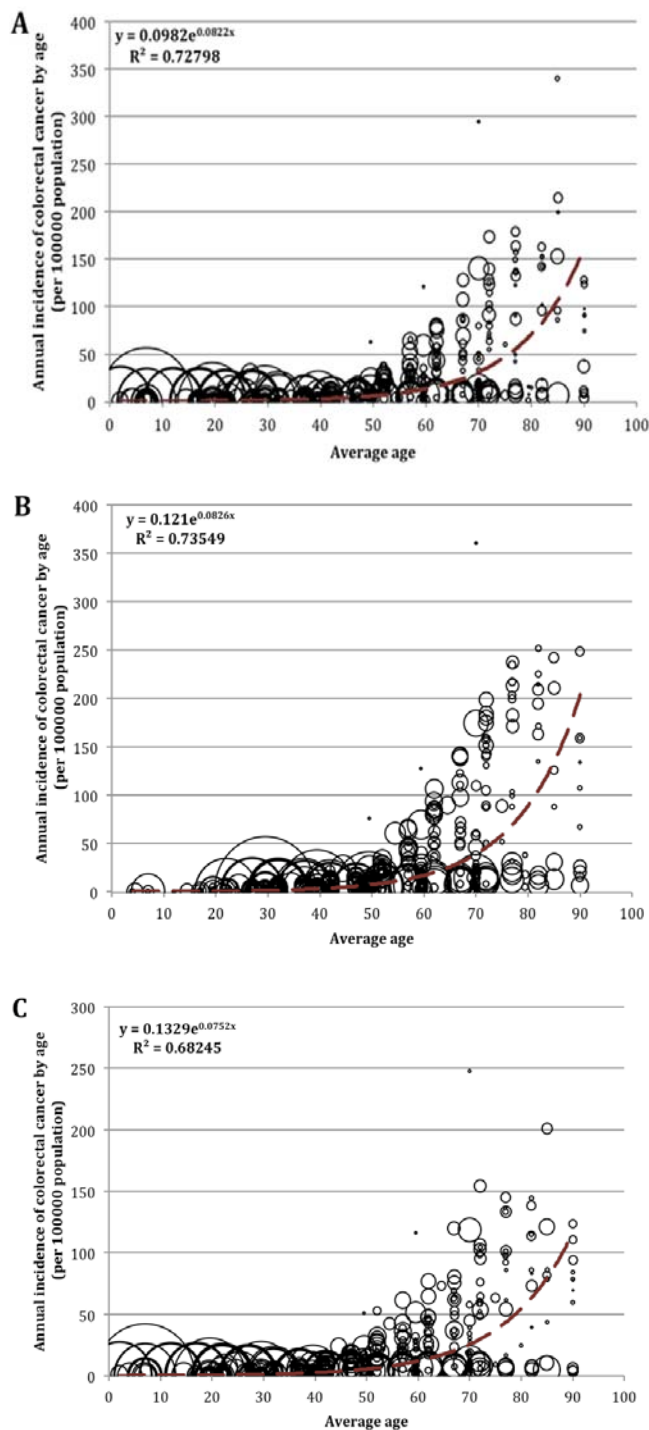 A
y = 0.0982e^0.0822x
R² = 0.72798
Annual incidence of colorectal cancer by age
(per 100000 population)
400
350
300
250
200
150
100
50
0
0 10 20 30 40 50 60 70 80 90 100
Average age
B
y = 0.121e^0.0826x
R² = 0.73549
Annual incidence of colorectal cancer by age
(per 100000 population)
400
350
300
250
200
150
100
50
0
0 10 20 30 40 50 60 70 80 90 100
Average age
C
y = 0.1329e^0.0752x
R² = 0.68245
Annual incidence of colorectal cancer by age
(per 100000 population)
300
250
200
150
100
50
0
0 10 20 30 40 50 60 70 80 90 100
Average age